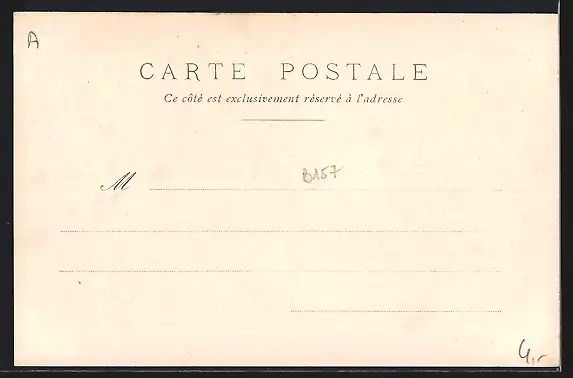 A
CARTE POSTALE
Ce côté est exclusivement réservé à l'adresse
M
B157
4,-